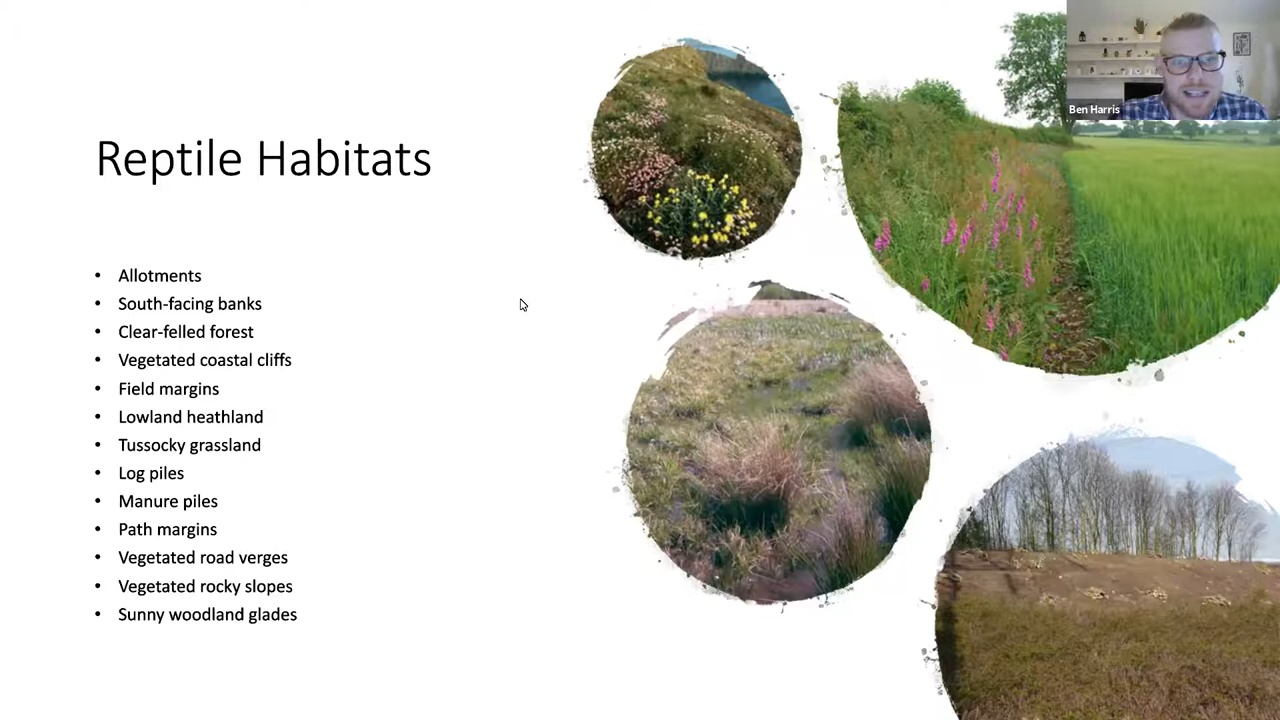 Ben Harris
Reptile Habitats
• Allotments
• South-facing banks
• Clear-felled forest
• Vegetated coastal cliffs
• Field margins
• Lowland heathland
• Tussocky grassland
• Log piles
• Manure piles
• Path margins
• Vegetated road verges
• Vegetated rocky slopes
• Sunny woodland glades